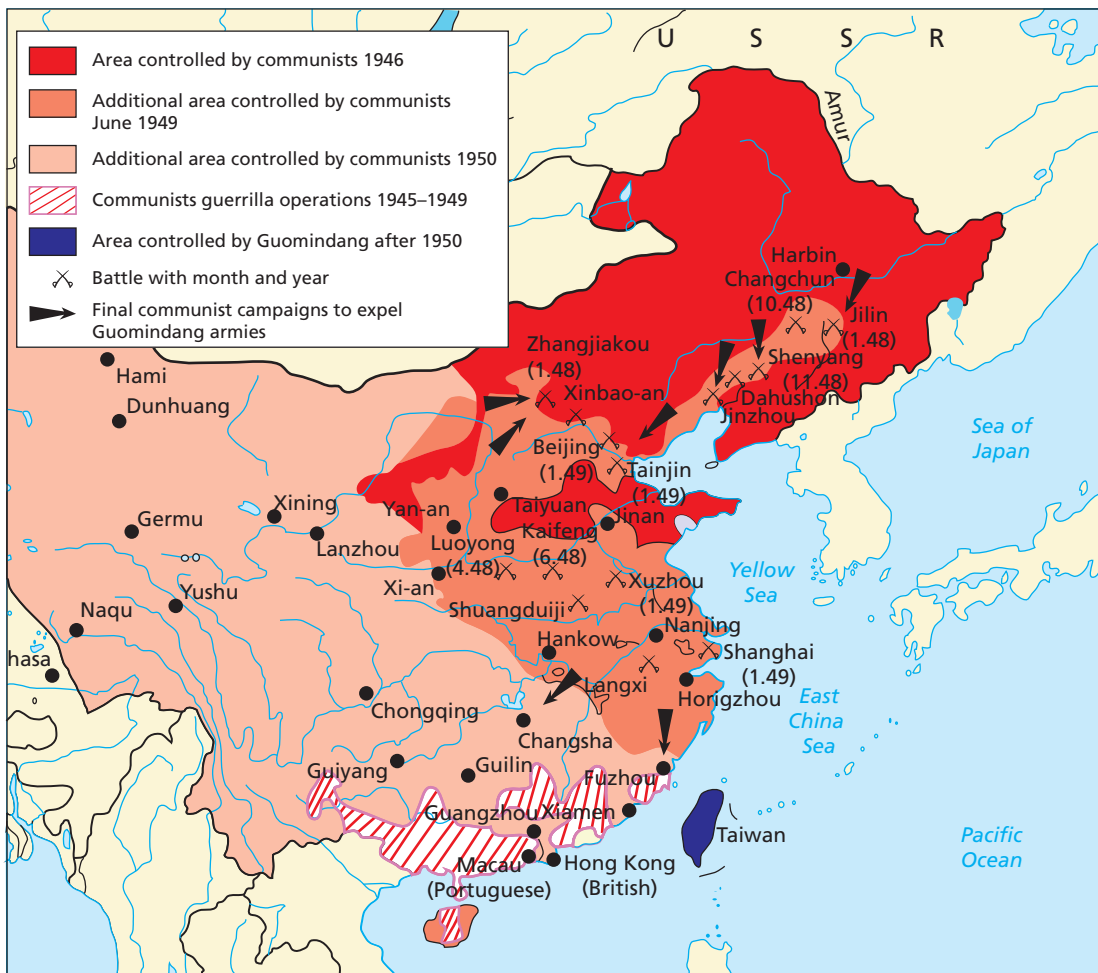 Area controlled by communists 1946
Additional area controlled by communists
June 1949
Additional area controlled by communists 1950
Communists guerrilla operations 1945–1949
Area controlled by Guomindang after 1950
Battle with month and year
Final communist campaigns to expel
Guomindang armies
U S S R
Amur
Harbin
Changchun
(10.48)
Jilin
(1.48)
Shenyang
(11.48)
Dahushon
Jinzhou
Zhangjiakou
(1.48)
Xinbao-an
Beijing
(1.49)
Tainjin
(1.49)
Hami
Dunhuang
Sea of
Japan
Xining
Germu
Lanzhou
Yan-an
Taiyuan
Jinan
Luoyong
(4.48)
Kaifeng
(6.48)
Xi-an
Xuzhou
(1.49)
Yellow
Sea
Yushu
Naqu
hasa
Shuangduiji
Nanjing
Hankow
Shanghai
(1.49)
Langxi
Horigzhou
East
China
Sea
Chongqing
Changsha
Guiyang
Guilin
Fuzhou
Guangzhou
Xiamen
Taiwan
Macau
(Portuguese)
Hong Kong
(British)
Pacific
Ocean